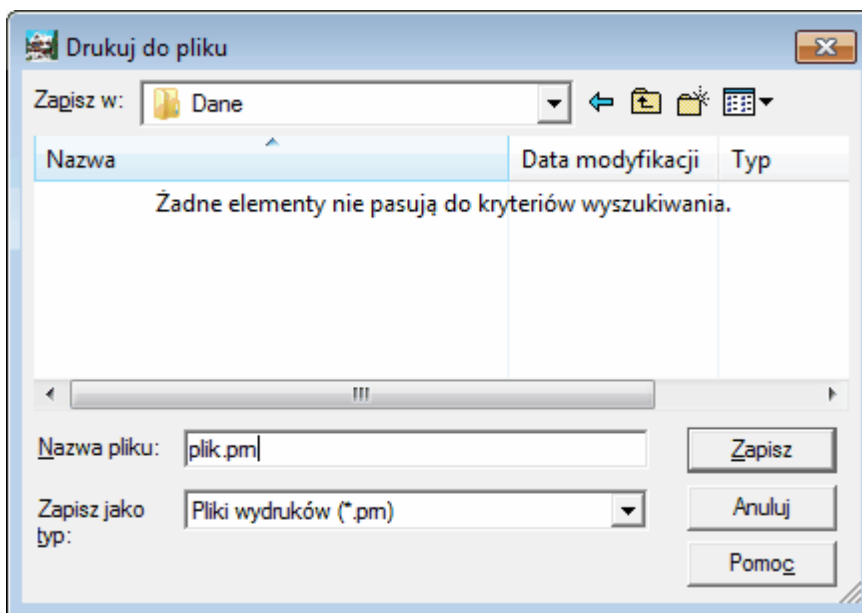 Drukuj do pliku
Zapisz w: Dane
Nazwa Data modyfikacji Typ
Żadne elementy nie pasują do kryteriów wyszukiwania.
Nazwa pliku: plik.prn Zapisz
Zapisz jako typ: Pliki wydruków (*.prn) Anuluj
Pomoc